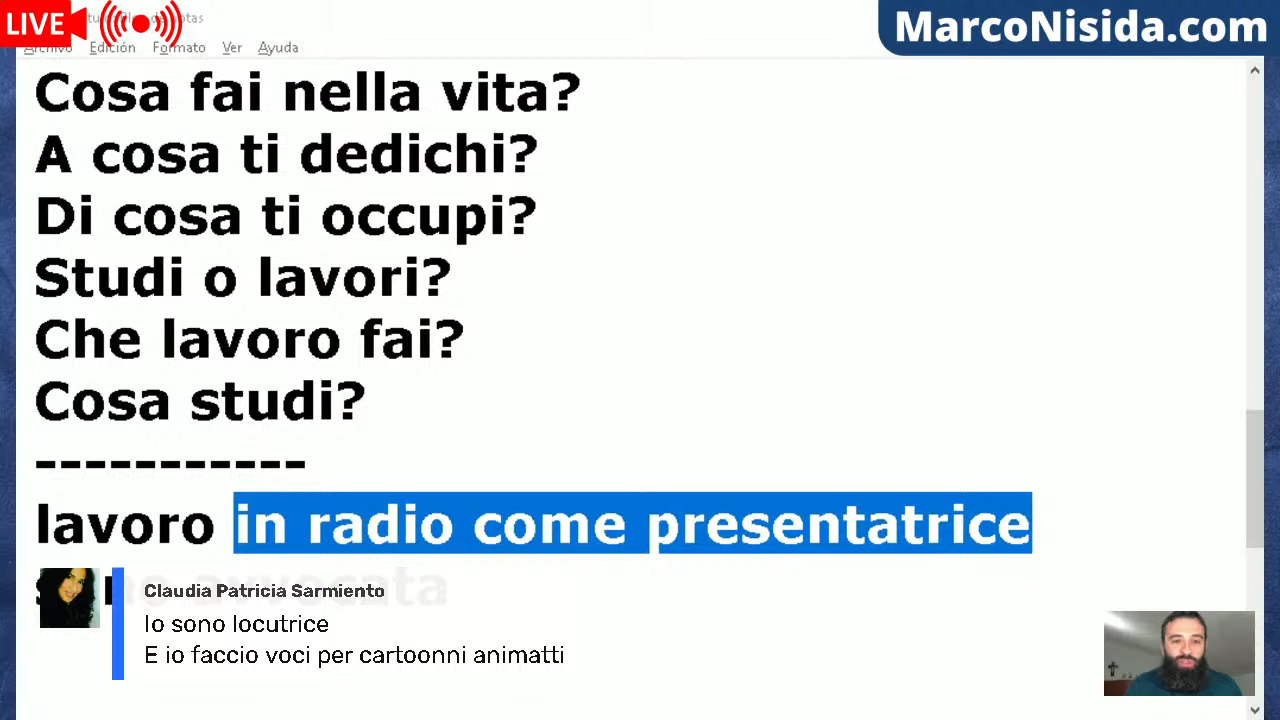 LIVE
MarcoNisida.com
Archivo Edición Formato Ver Ayuda
Cosa fai nella vita?
A cosa ti dedichi?
Di cosa ti occupi?
Studi o lavori?
Che lavoro fai?
Cosa studi?
-----------
lavoro in radio come presentatrice
avvocata
Claudia Patricia Sarmiento
Io sono locutrice
E io faccio voci per cartoonni animatti